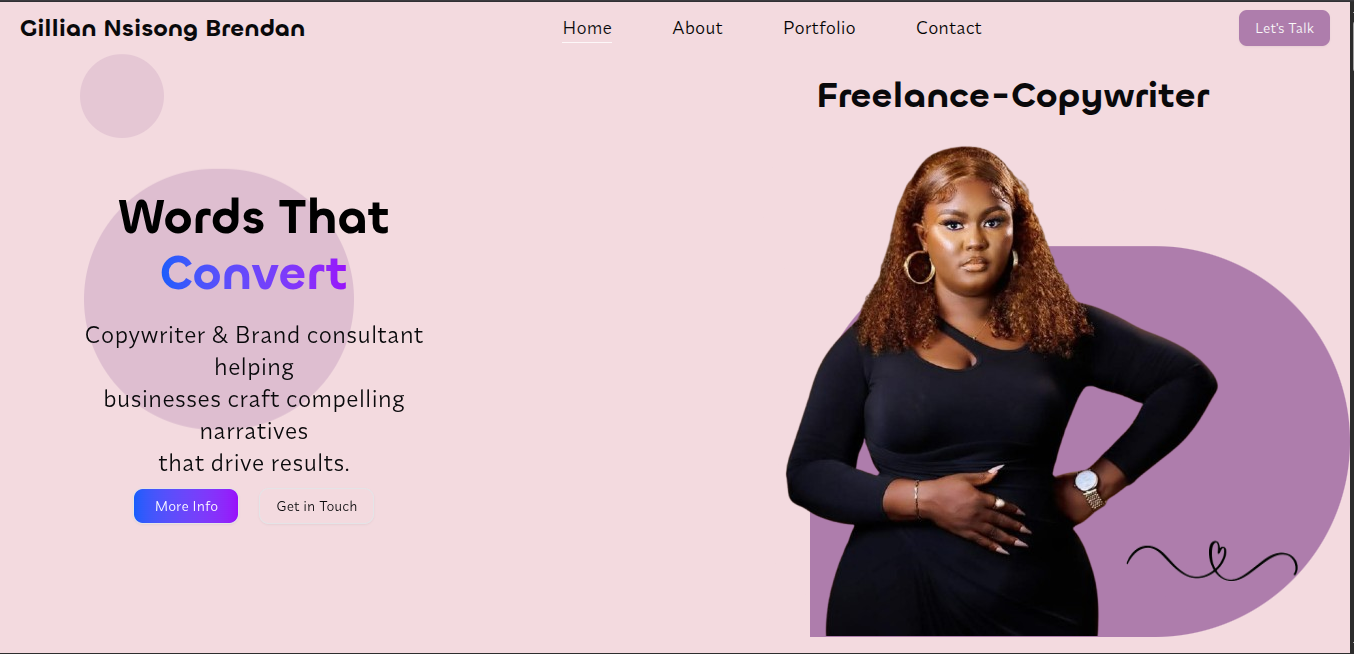 Gillian Nsisong Brendan
Home About Portfolio Contact
Let's Talk
Freelance-Copywriter
Words That
Convert
Copywriter & Brand consultant
helping
businesses craft compelling
narratives
that drive results.
More Info
Get in Touch